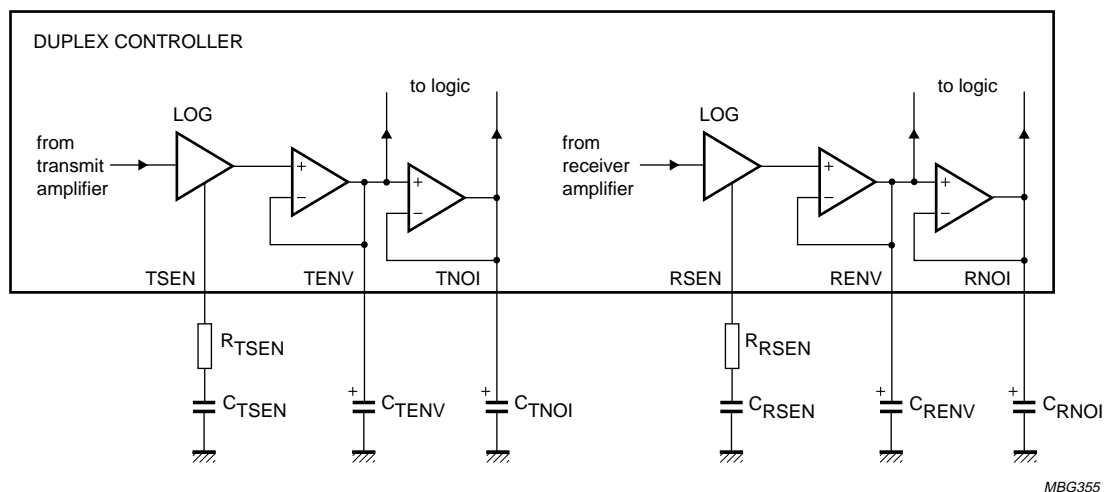 DUPLEX CONTROLLER
to logic
to logic
LOG
LOG
from
transmit
amplifier
from
receiver
amplifier
+
−
+
−
+
−
+
−
TSEN
TENV
TNOI
RSEN
RENV
RNOI
RTSEN
RRSEN
CTSEN
+
CTENV
+
CTNOI
CRSEN
+
CRENV
+
CRNOI
MBG355